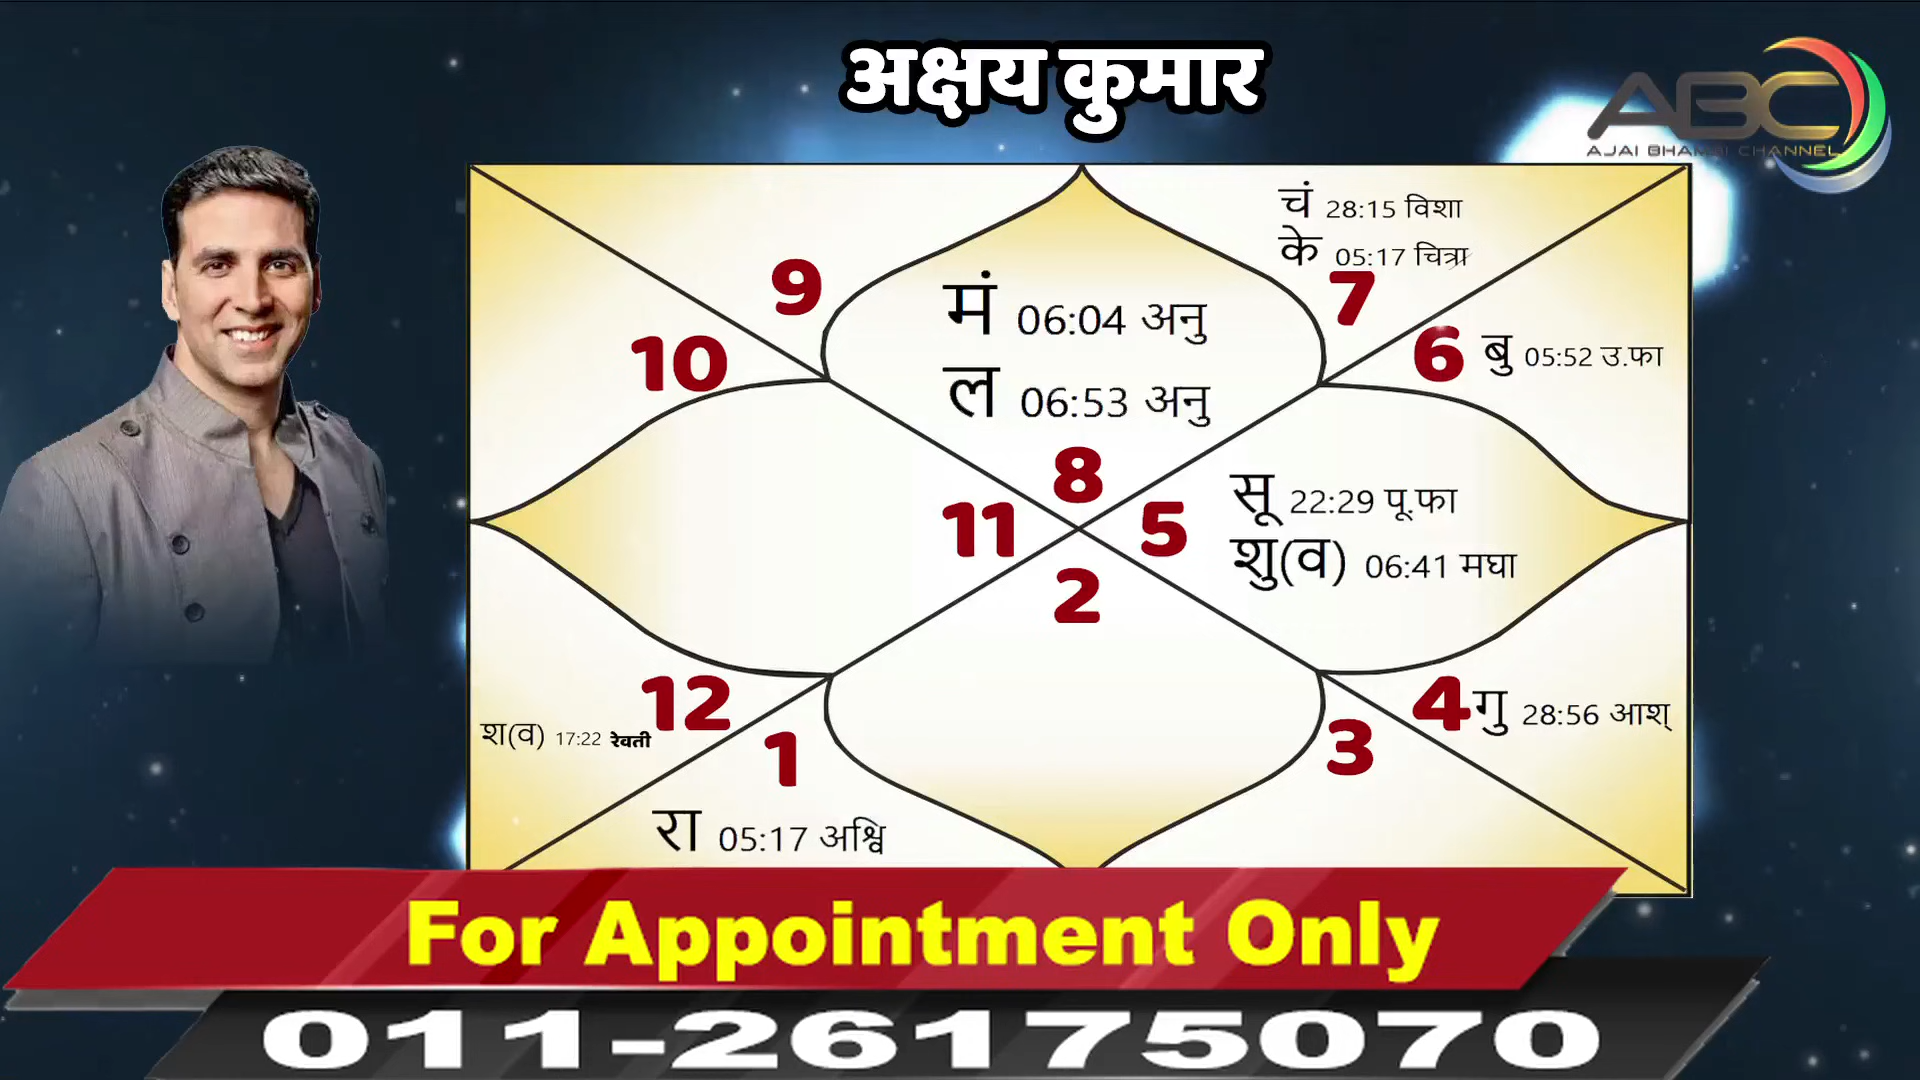 अक्षय कुमार
ABC
AJAI BHAMBI CHANNEL
चं 28:15 विशा
के 05:17 चित्रा
9
7
मं 06:04 अनु
10
6 बु 05:52 उ.फा
ल 06:53 अनु
8
सू 22:29 पू.फा
11
5
शु(व) 06:41 मघा
2
12
4 गु 28:56 आश्
श(व) 17:22 रेवती
1
3
रा 05:17 अश्वि
For Appointment Only
011-26175070